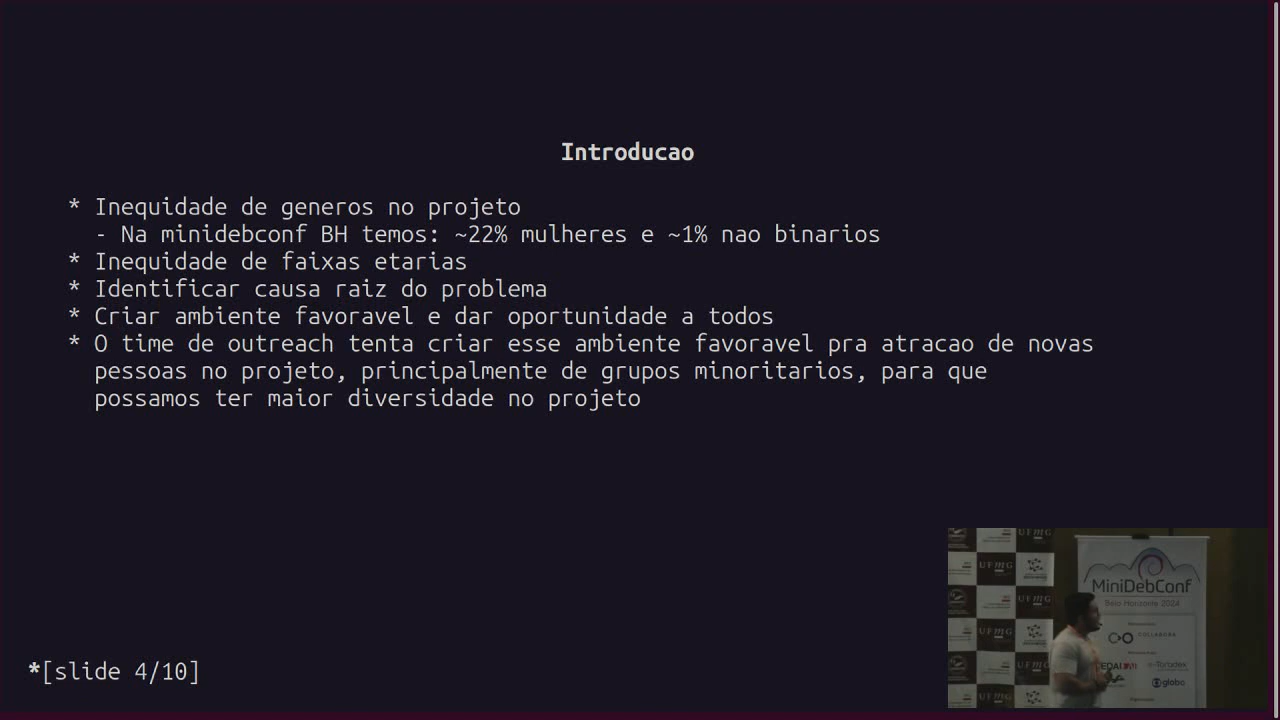 Introducao
* Inequidade de generos no projeto
- Na minidebconf BH temos: ~22% mulheres e ~1% nao binarios
* Inequidade de faixas etarias
* Identificar causa raiz do problema
* Criar ambiente favoravel e dar oportunidade a todos
* O time de outreach tenta criar esse ambiente favoravel pra atracao de novas
pessoas no projeto, principalmente de grupos minoritarios, para que
possamos ter maior diversidade no projeto
*[slide 4/10]
UFMG
MiniDebConf
Belo Horizonte 2024
COLLABORA
Toradex
globo